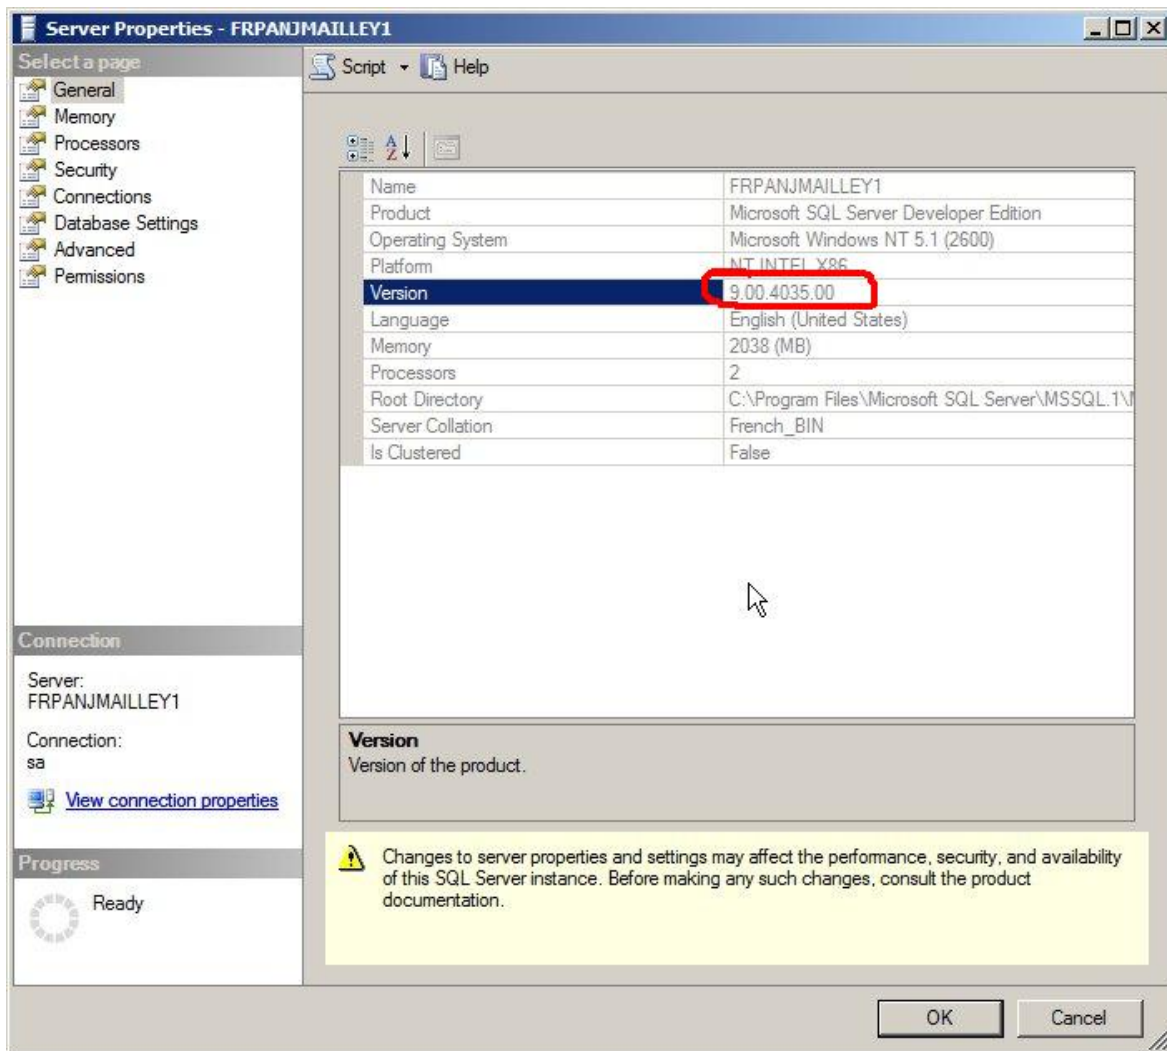 Server Properties - FRPANJMAILLEY1
Select a page
General
Memory
Processors
Security
Connections
Database Settings
Advanced
Permissions
Script Help
Name FRPANJMAILLEY1
Product Microsoft SQL Server Developer Edition
Operating System Microsoft Windows NT 5.1 (2600)
Platform NT INTEL X86
Version 9.00.4035.00
Language English (United States)
Memory 2038 (MB)
Processors 2
Root Directory C:\Program Files\Microsoft SQL Server\MSSQL.1\
Server Collation French_BIN
Is Clustered False
Connection
Server:
FRPANJMAILLEY1
Connection:
sa
View connection properties
Version
Version of the product.
Progress
Ready
Changes to server properties and settings may affect the performance, security, and availability
of this SQL Server instance. Before making any such changes, consult the product
documentation.
OK Cancel